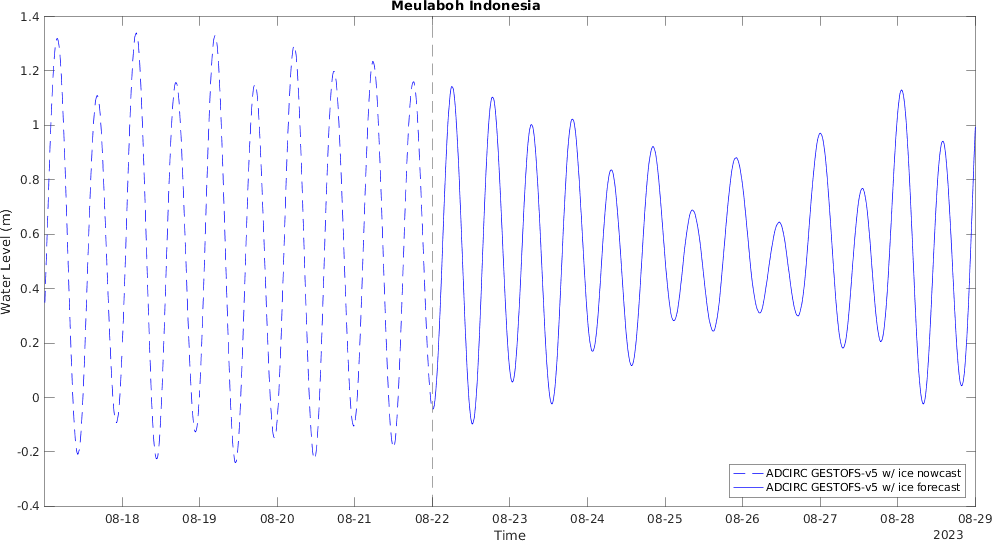 Meulaboh Indonesia
1.4
1.2
1
0.8
0.6
0.4
0.2
0
-0.2
-0.4
Water Level (m)
ADCIRC GESTOFS-v5 w/ ice nowcast
ADCIRC GESTOFS-v5 w/ ice forecast
08-18 08-19 08-20 08-21 08-22 08-23 08-24 08-25 08-26 08-27 08-28 08-29
Time
2023